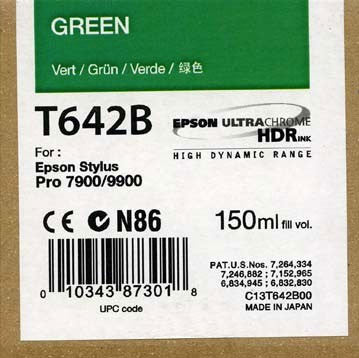 GREEN
Vert / Grün / Verde / 绿色
T642B
EPSON ULTRACHROME
HDR INK
HIGH DYNAMIC RANGE
For :
Epson Stylus
Pro 7900/9900
CE N86
150ml fill vol.
PAT.U.S.Nos. 7,264,334
7,246,882 ; 7,152,965
6,834,945 ; 6,832,830
0 10343 87301 8
UPC code
C13T642B00
MADE IN JAPAN